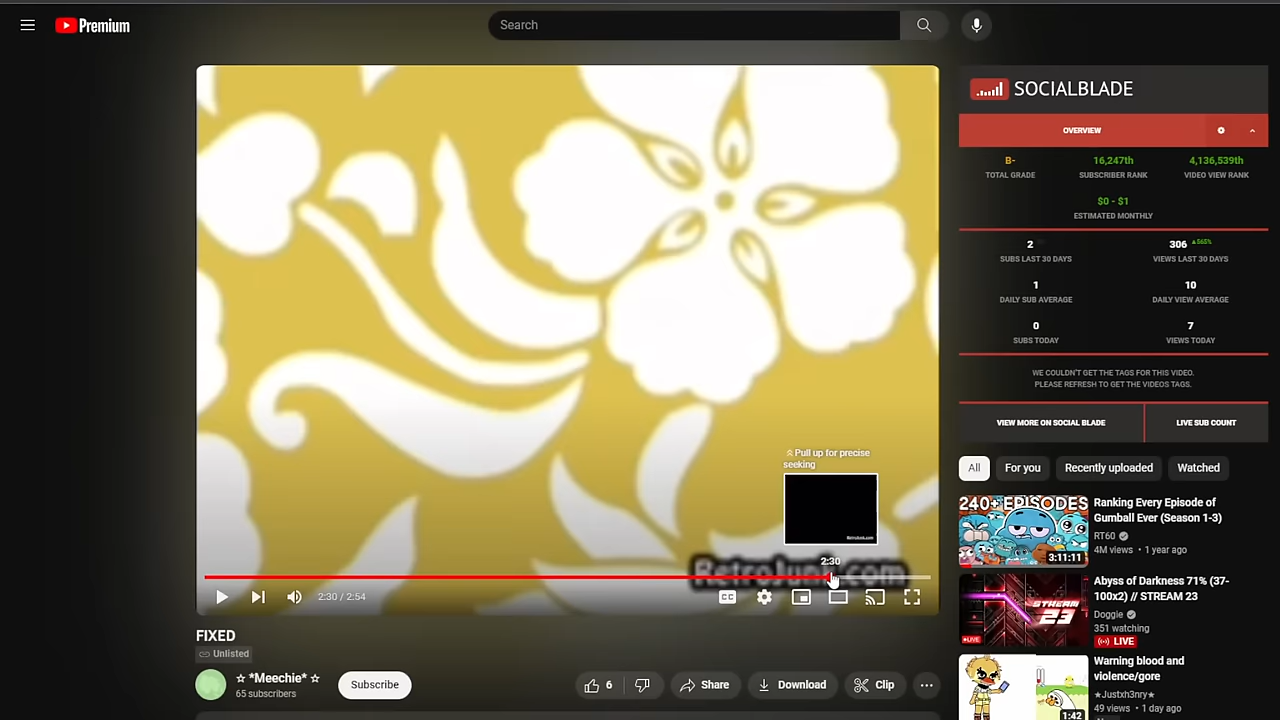 Premium
Search
SOCIALBLADE
OVERVIEW
B-
16,247th
4,136,539th
TOTAL GRADE
SUBSCRIBER RANK
VIDEO VIEW RANK
$0 - $1
ESTIMATED MONTHLY
2
306 ▲565%
SUBS LAST 30 DAYS
VIEWS LAST 30 DAYS
1
10
DAILY SUB AVERAGE
DAILY VIEW AVERAGE
0
7
SUBS TODAY
VIEWS TODAY
WE COULDN'T GET THE TAGS FOR THIS VIDEO.
PLEASE REFRESH TO GET THE VIDEOS TAGS.
VIEW MORE ON SOCIAL BLADE
LIVE SUB COUNT
Pull up for precise
seeking
RetroJunk.com
2:30
RetroJunk.com
2:30 / 2:54
CC
FIXED
Unlisted
☆ *Meechie* ☆
65 subscribers
Subscribe
6
Share
Download
Clip
All
For you
Recently uploaded
Watched
240+ EPISODES
3:11:11
Ranking Every Episode of
Gumball Ever (Season 1-3)
RT60
4M views • 1 year ago
STREAM
23
LIVE
Abyss of Darkness 71% (37-
100x2) // STREAM 23
Doggie
351 watching
LIVE
1:42
Warning blood and
violence/gore
★Justxh3nry★
49 views • 1 day ago